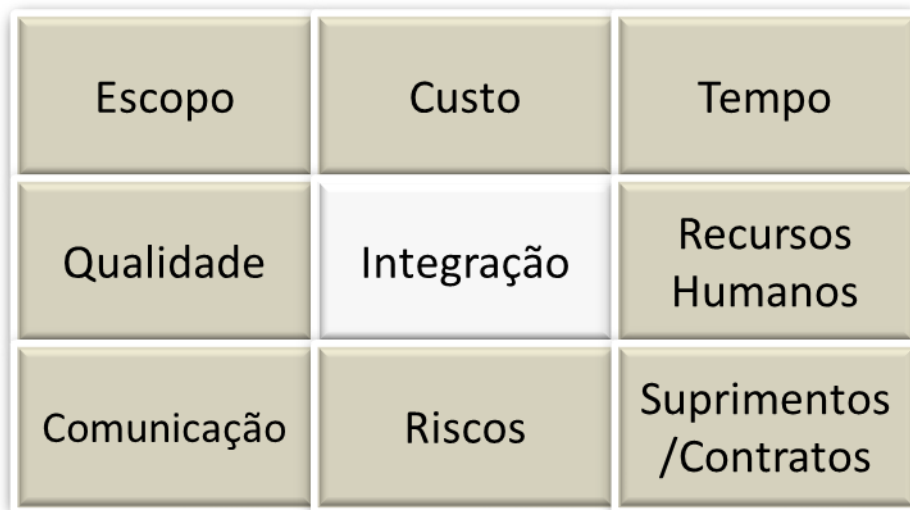 Escopo
Custo
Tempo
Qualidade
Integração
Recursos
Humanos
Comunicação
Riscos
Suprimentos
/Contratos